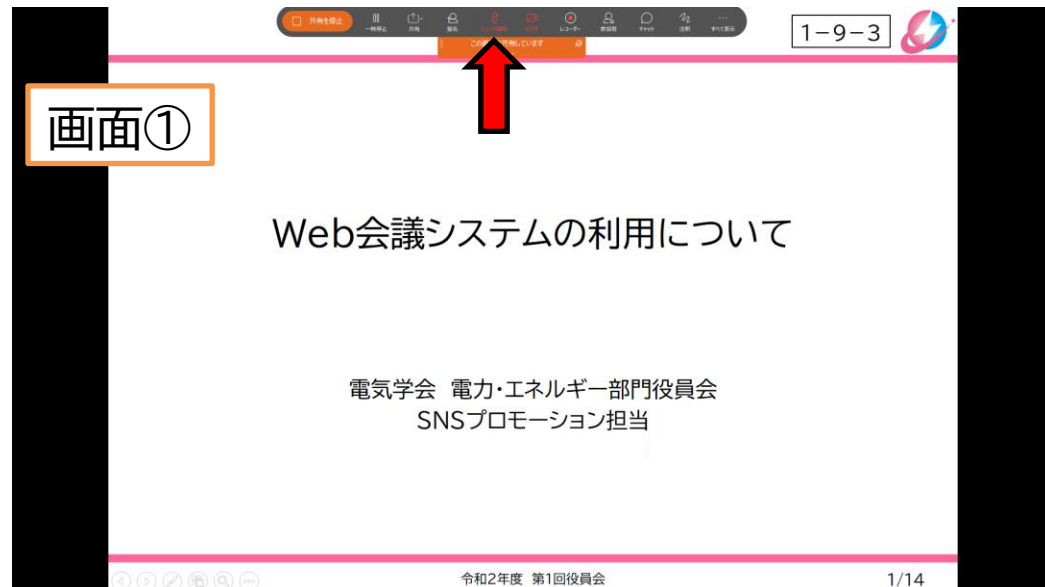 共有を停止
一時停止
共有
指名
レコーダー
参加者
チャット
注釈
すべて表示
1-9-3
画面①
Web会議システムの利用について
電気学会 電力・エネルギー部門役員会
SNSプロモーション担当
令和2年度 第1回役員会
1/14